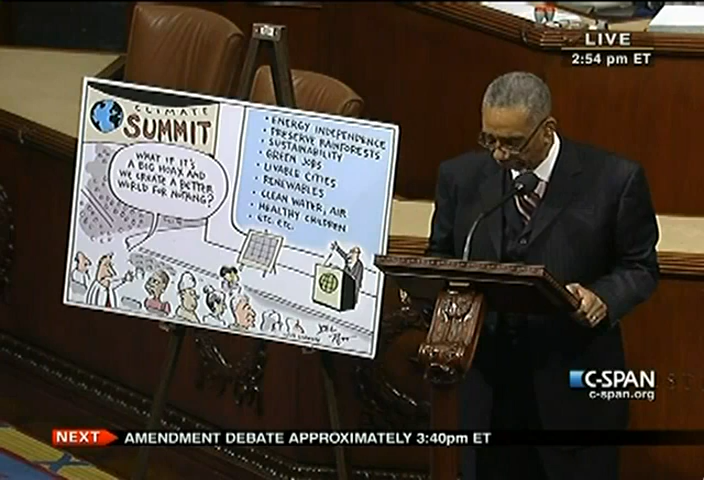 LIVE
2:54 pm ET
CLIMATE
SUMMIT
WHAT IF IT'S
A BIG HOAX AND
WE CREATE A BETTER
WORLD FOR NOTHING?
• ENERGY INDEPENDENCE
• PRESERVE RAINFORESTS
• SUSTAINABILITY
• GREEN JOBS
• LIVABLE CITIES
• RENEWABLES
• CLEAN WATER, AIR
• HEALTHY CHILDREN
• ETC. ETC.
C-SPAN
c-span.org
NEXT AMENDMENT DEBATE APPROXIMATELY 3:40pm ET